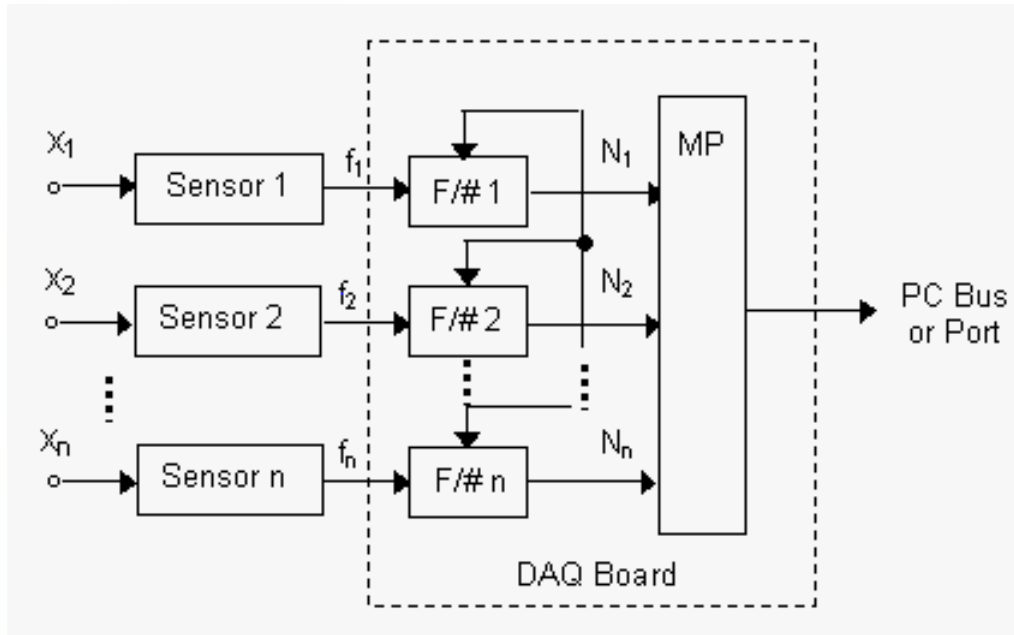 X₁
Sensor 1
f₁
F/# 1
N₁
MP
X₂
Sensor 2
f₂
F/# 2
N₂
PC Bus
or Port
Xₙ
Sensor n
fₙ
F/# n
Nₙ
DAQ Board